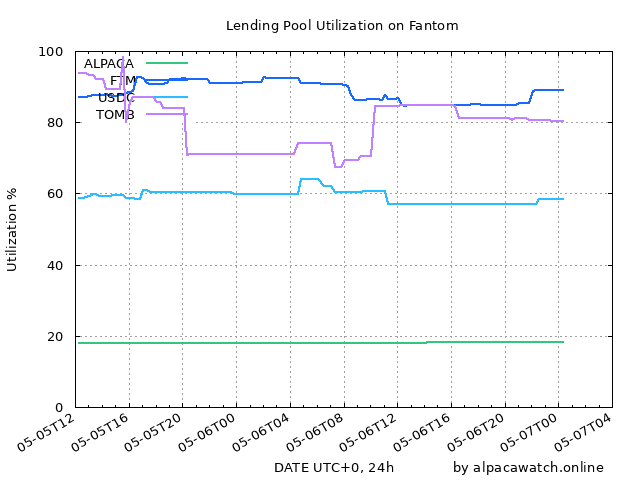 Lending Pool Utilization on Fantom
100
80
60
40
20
0
Utilization %
ALPACA
FTM
USDC
TOMB
05-05T12
05-05T16
05-05T20
05-06T00
05-06T04
05-06T08
05-06T12
05-06T16
05-06T20
05-07T00
05-07T04
DATE UTC+0, 24h
by alpacawatch.online